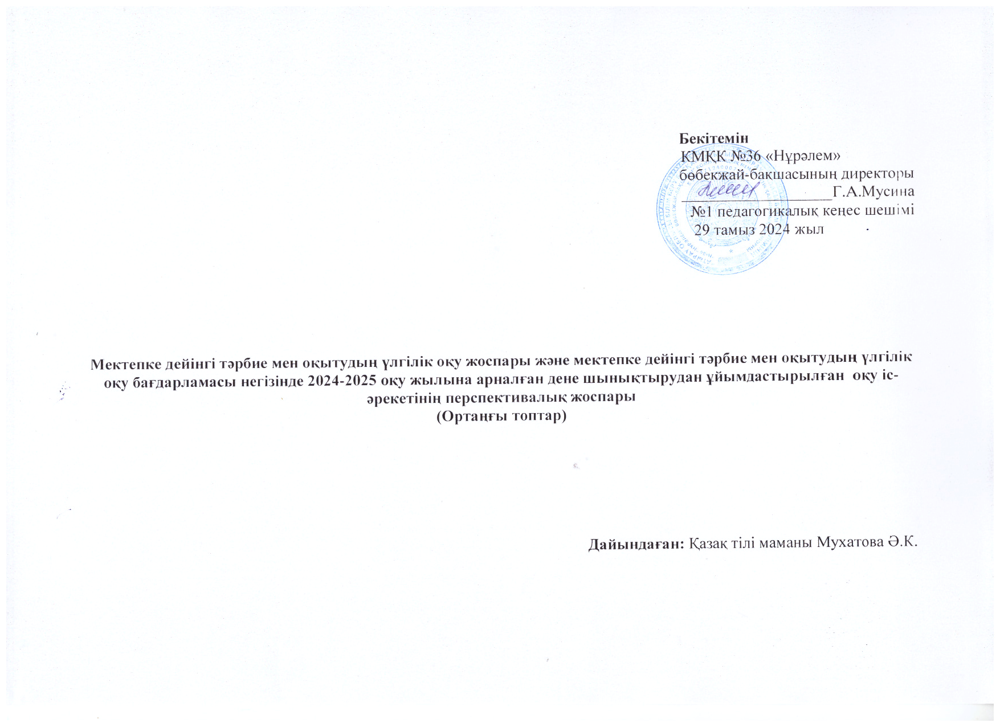 Бекітемін
КМҚК №36 «Нұрәлем»
бөбекжай-бақшасының директоры
___________________Г.А.Мусина
№1 педагогикалық кеңес шешімі
29 тамыз 2024 жыл
Мектепке дейінгі тәрбие мен оқытудың үлгілік оқу жоспары және мектепке дейінгі тәрбие мен оқытудың үлгілік
оқу бағдарламасы негізінде 2024-2025 оқу жылына арналған дене шынықтырудан ұйымдастырылған оқу іс-
әрекетінің перспективалық жоспары
(Ортаңғы топтар)
Дайындаған: Қазақ тілі маманы Мухатова Ә.К.